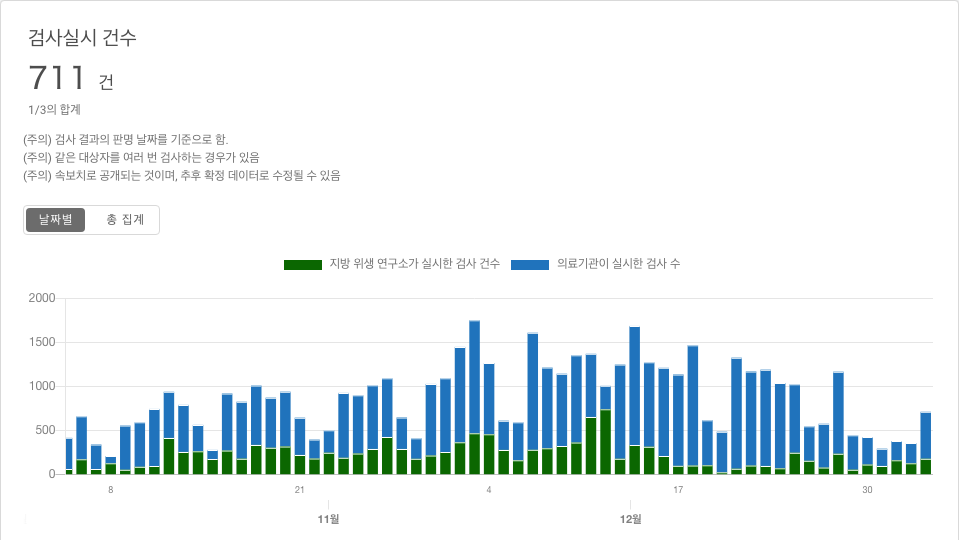 검사실시 건수
711 건
1/3의 합계
(주의) 검사 결과의 판명 날짜를 기준으로 함.
(주의) 같은 대상자를 여러 번 검사하는 경우가 있음
(주의) 속보치로 공개되는 것이며, 추후 확정 데이터로 수정될 수 있음
날짜별 총 집계
지방 위생 연구소가 실시한 검사 건수 의료기관이 실시한 검사 수
2000
1500
1000
500
0
8 21 4 17 30
11월 12월